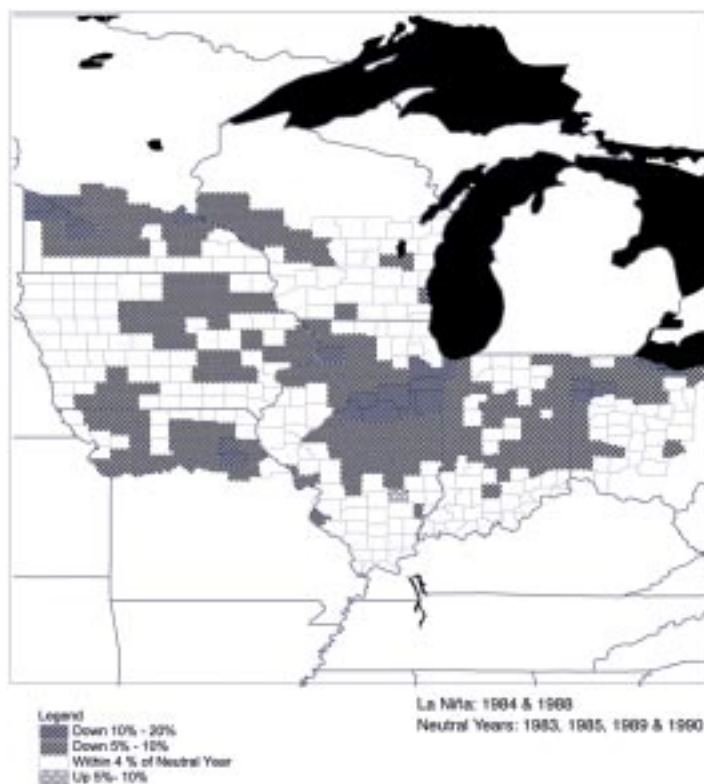 La Niña: 1984 & 1988
Neutral Years: 1983, 1985, 1989 & 1990
Legend
Down 10% - 20%
Down 5% - 10%
Within 4 % of Neutral Year
Up 5%- 10%